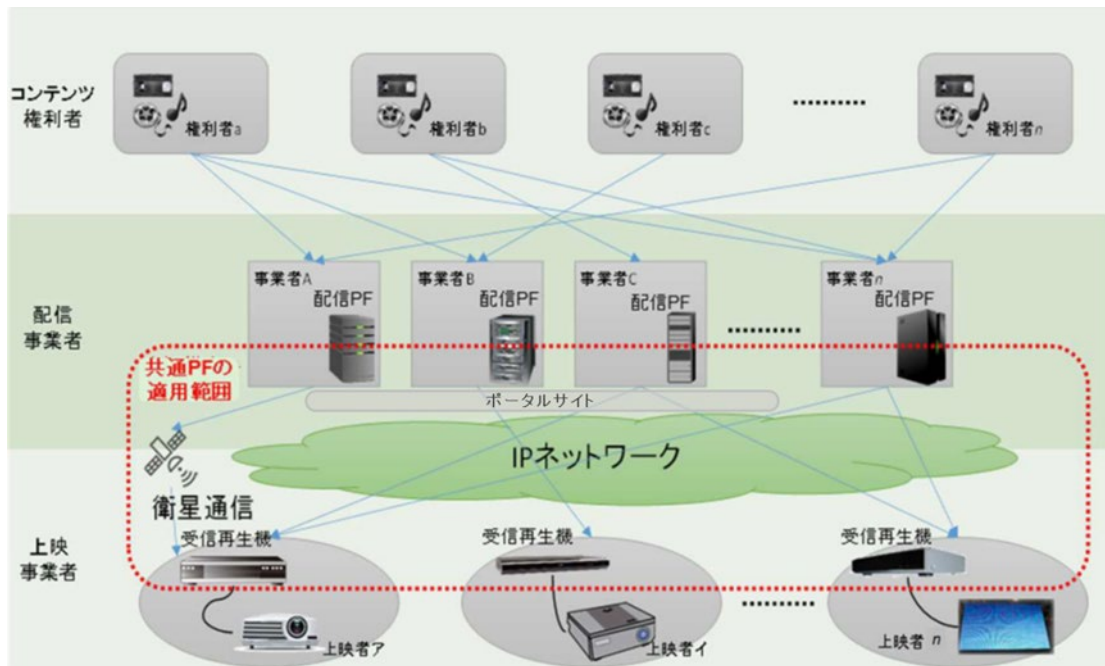 コンテンツ
権利者
権利者a
権利者b
権利者c
権利者n
配信
事業者
事業者A
配信PF
事業者B
配信PF
事業者C
配信PF
事業者n
配信PF
共通PFの
適用範囲
ポータルサイト
IPネットワーク
衛星通信
上映
事業者
受信再生機
上映者ア
受信再生機
上映者イ
受信再生機
上映者 n